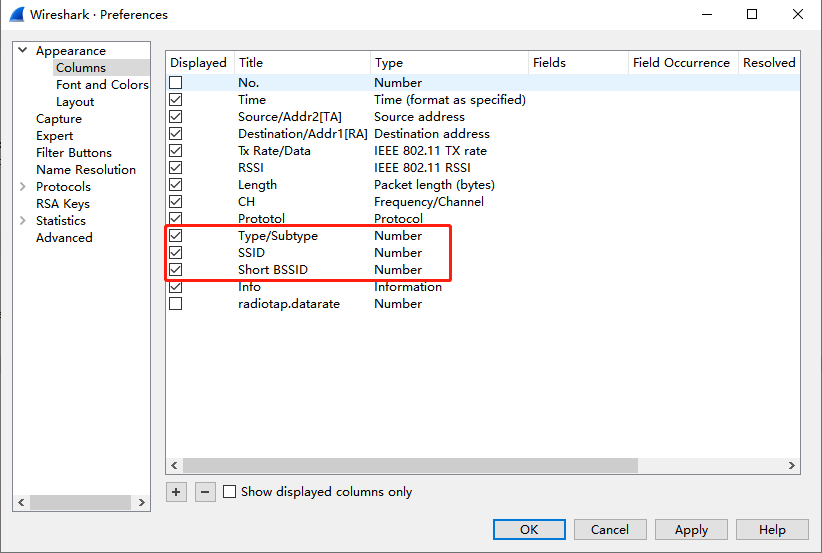 Wireshark · Preferences
Appearance
Columns
Font and Colors
Layout
Capture
Expert
Filter Buttons
Name Resolution
Protocols
RSA Keys
Statistics
Advanced
Displayed Title Type Fields Field Occurrence Resolved
No. Number
Time Time (format as specified)
Source/Addr2[TA] Source address
Destination/Addr1[RA] Destination address
Tx Rate/Data IEEE 802.11 TX rate
RSSI IEEE 802.11 RSSI
Length Packet length (bytes)
CH Frequency/Channel
Prototol Protocol
Type/Subtype Number
SSID Number
Short BSSID Number
Info Information
radiotap.datarate Number
Show displayed columns only
OK Cancel Apply Help